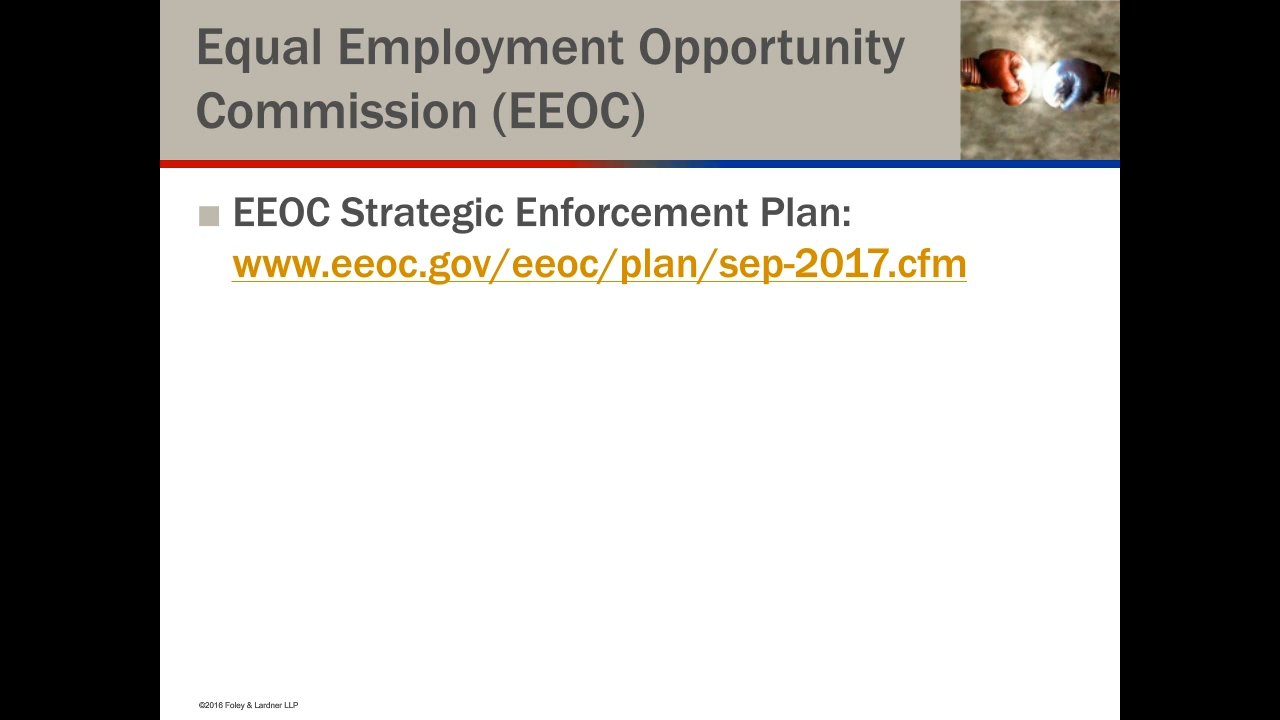 Equal Employment Opportunity
Commission (EEOC)
EEOC Strategic Enforcement Plan:
www.eeoc.gov/eeoc/plan/sep-2017.cfm
©2016 Foley & Lardner LLP